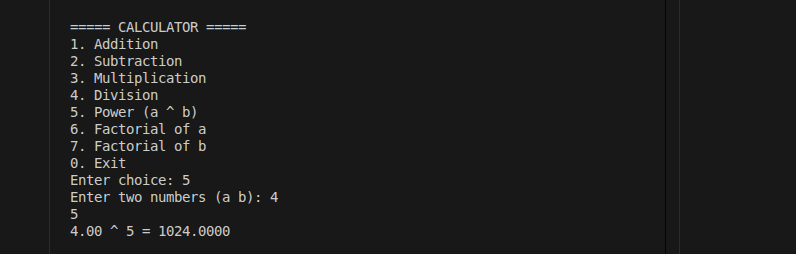 ===== CALCULATOR =====
1. Addition
2. Subtraction
3. Multiplication
4. Division
5. Power (a ^ b)
6. Factorial of a
7. Factorial of b
0. Exit
Enter choice: 5
Enter two numbers (a b): 4
5
4.00 ^ 5 = 1024.0000